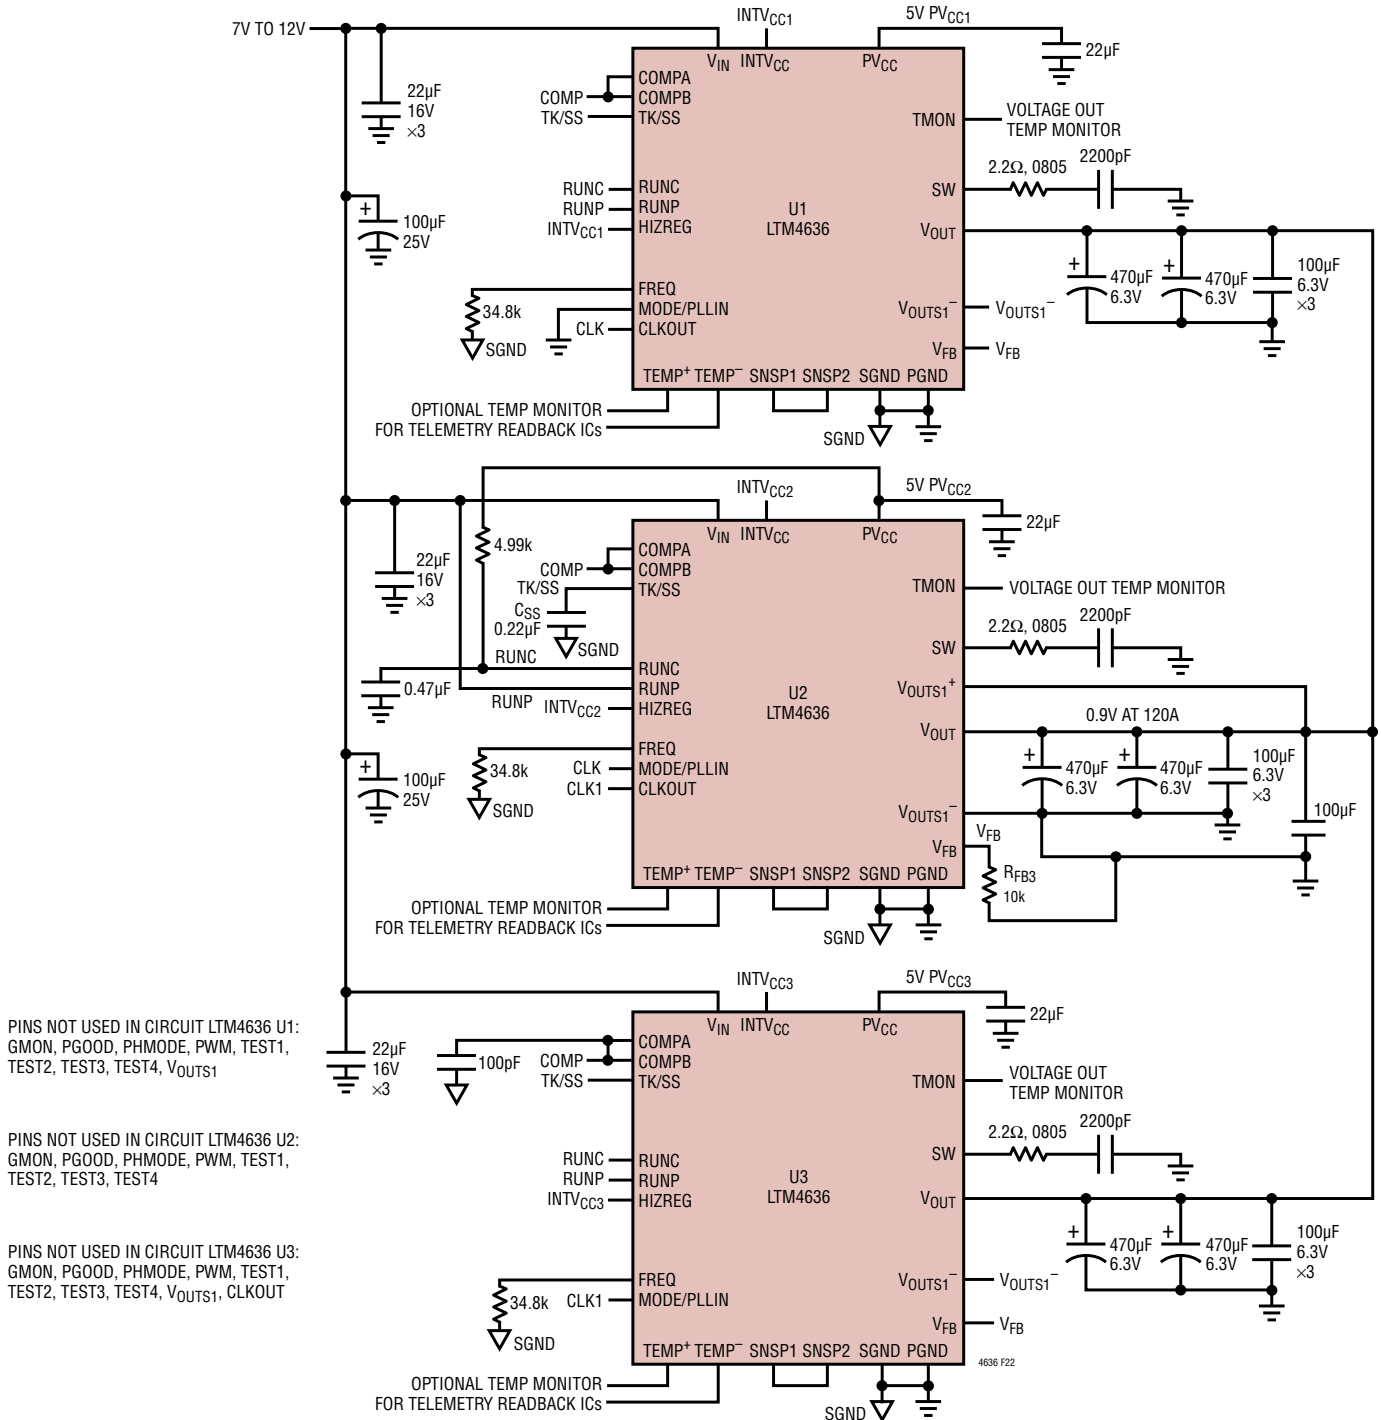 7V TO 12V
INTVCC1
5V PVCC1
22µF
VIN
INTVCC
PVCC
22µF
16V
×3
COMP
TK/SS
COMPA
COMPB
TK/SS
TMON
VOLTAGE OUT
TEMP MONITOR
2.2Ω, 0805
2200pF
RUNC
RUNP
INTVCC1
RUNC
RUNP
HIZREG
U1
LTM4636
SW
VOUT
+
100µF
25V
+
470µF
6.3V
+
470µF
6.3V
100µF
6.3V
×3
34.8k
SGND
CLK
FREQ
MODE/PLLIN
CLKOUT
VOUTS1–
VOUTS1–
VFB
VFB
TEMP+
TEMP–
SNSP1
SNSP2
SGND
PGND
OPTIONAL TEMP MONITOR
FOR TELEMETRY READBACK ICs
SGND
INTVCC2
5V PVCC2
22µF
VIN
INTVCC
PVCC
4.99k
22µF
16V
×3
COMP
TK/SS
CSS
0.22µF
SGND
COMPA
COMPB
TK/SS
TMON
VOLTAGE OUT TEMP MONITOR
2.2Ω, 0805
2200pF
SW
RUNC
0.47µF
RUNP
INTVCC2
RUNC
RUNP
HIZREG
U2
LTM4636
VOUTS1+
VOUT
0.9V AT 120A
+
100µF
25V
34.8k
SGND
CLK
CLK1
FREQ
MODE/PLLIN
CLKOUT
+
470µF
6.3V
+
470µF
6.3V
100µF
6.3V
×3
100µF
VOUTS1–
VFB
VFB
RFB3
10k
TEMP+
TEMP–
SNSP1
SNSP2
SGND
PGND
OPTIONAL TEMP MONITOR
FOR TELEMETRY READBACK ICs
SGND
INTVCC3
5V PVCC3
22µF
VIN
INTVCC
PVCC
PINS NOT USED IN CIRCUIT LTM4636 U1:
GMON, PGOOD, PHMODE, PWM, TEST1,
TEST2, TEST3, TEST4, VOUTS1
22µF
16V
×3
100pF
COMP
TK/SS
COMPA
COMPB
TK/SS
TMON
VOLTAGE OUT
TEMP MONITOR
PINS NOT USED IN CIRCUIT LTM4636 U2:
GMON, PGOOD, PHMODE, PWM, TEST1,
TEST2, TEST3, TEST4
2.2Ω, 0805
2200pF
SW
RUNC
RUNP
INTVCC3
RUNC
RUNP
HIZREG
U3
LTM4636
VOUT
PINS NOT USED IN CIRCUIT LTM4636 U3:
GMON, PGOOD, PHMODE, PWM, TEST1,
TEST2, TEST3, TEST4, VOUTS1, CLKOUT
+
470µF
6.3V
+
470µF
6.3V
100µF
6.3V
×3
34.8k
SGND
CLK1
FREQ
MODE/PLLIN
VOUTS1–
VOUTS1–
VFB
VFB
TEMP+
TEMP–
SNSP1
SNSP2
SGND
PGND
4636 F22
OPTIONAL TEMP MONITOR
FOR TELEMETRY READBACK ICs
SGND